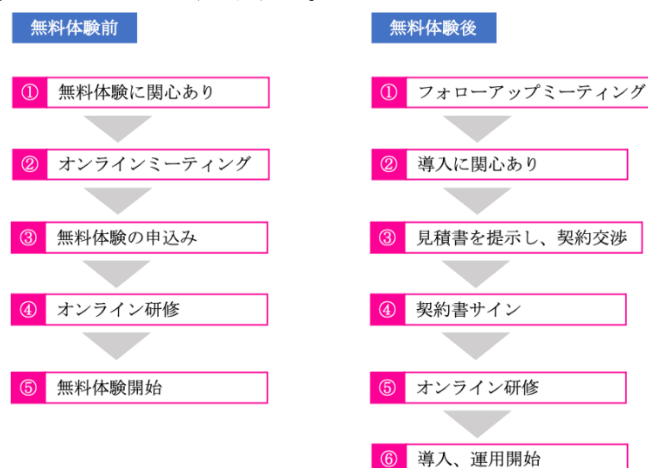 無料体験前
① 無料体験に関心あり
② オンラインミーティング
③ 無料体験の申込み
④ オンライン研修
⑤ 無料体験開始
無料体験後
① フォローアップミーティング
② 導入に関心あり
③ 見積書を提示し、契約交渉
④ 契約書サイン
⑤ オンライン研修
⑥ 導入、運用開始